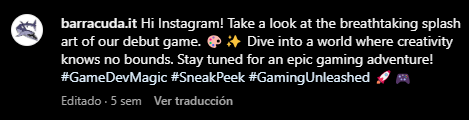 barracuda.it Hi Instagram! Take a look at the breathtaking splash
art of our debut game. 🎨 ✨ Dive into a world where creativity
knows no bounds. Stay tuned for an epic gaming adventure!
#GameDevMagic #SneakPeek #GamingUnleashed 🚀 🎮
Editado · 5 sem Ver traducción